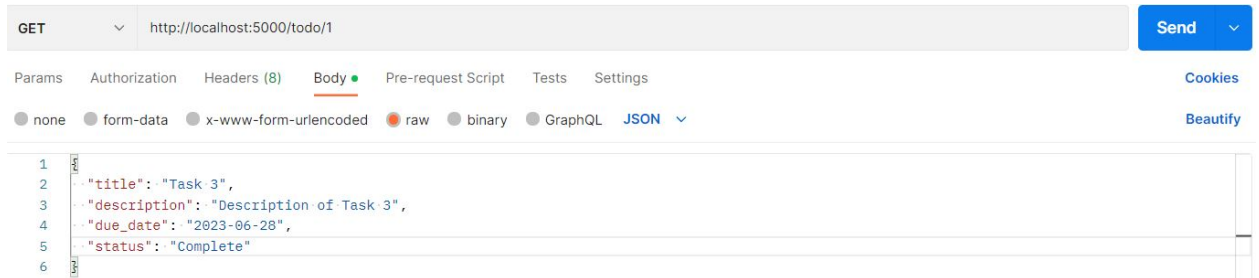 GET http://localhost:5000/todo/1 Send
Params Authorization Headers (8) Body Pre-request Script Tests Settings Cookies
none form-data x-www-form-urlencoded raw binary GraphQL JSON Beautify
1 {
2 "title": "Task 3",
3 "description": "Description of Task 3",
4 "due_date": "2023-06-28",
5 "status": "Complete"
6 }